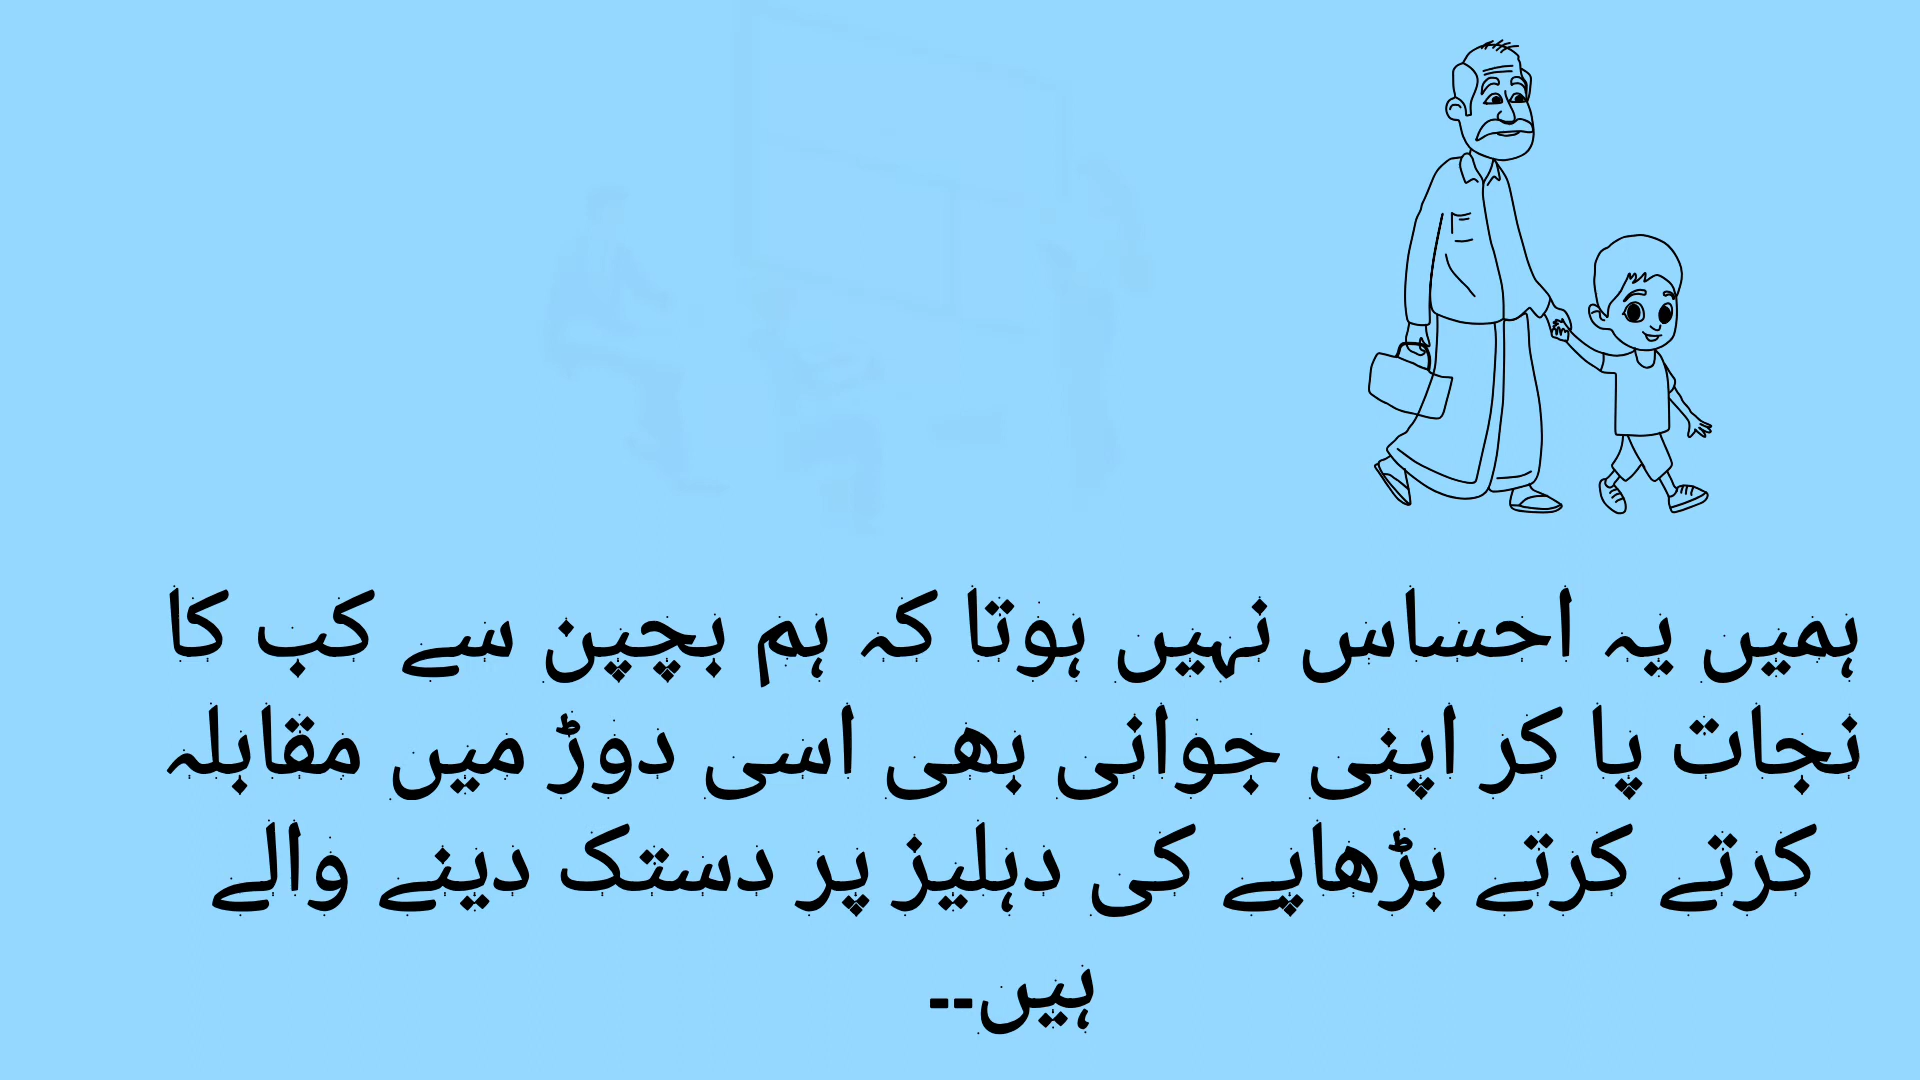 ہمیں یہ احساس نہیں ہوتا کہ ہم بچپن سے کب کا
نجات پا کر اپنی جوانی بھی اسی دوڑ میں مقابلہ
کرتے کرتے بڑھاپے کی دہلیز پر دستک دینے والے
ہیں--